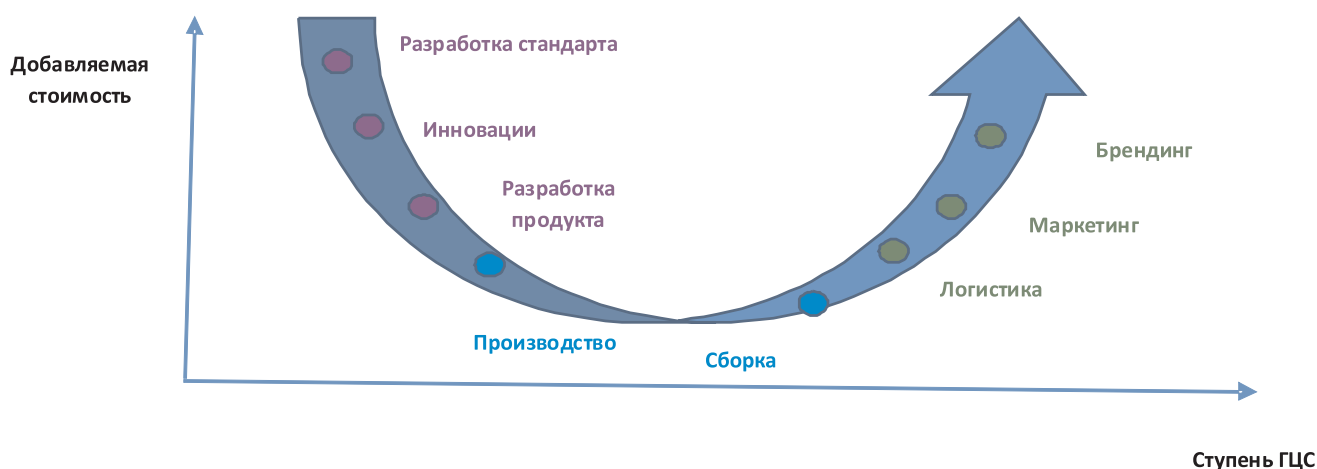 Добавляемая
стоимость
Разработка стандарта
Инновации
Разработка
продукта
Производство
Сборка
Логистика
Маркетинг
Брендинг
Ступень ГЦС